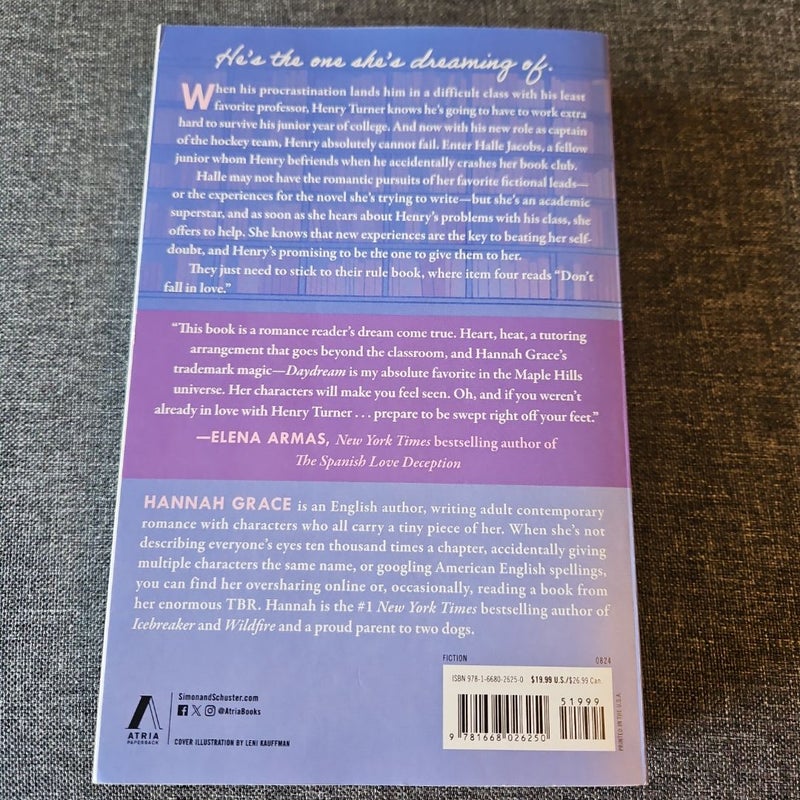 He's the one she's dreaming of.
When his procrastination lands him in a difficult class with his least
favorite professor, Henry Turner knows he's going to have to work extra
hard to survive his junior year of college. And now with his new role as captain
of the hockey team, Henry absolutely cannot fail. Enter Halle Jacobs, a fellow
junior whom Henry befriends when he accidentally crashes her book club.
Halle may not have the romantic pursuits of her favorite fictional leads—
or the experiences for the novel she's trying to write—but she's an academic
superstar, and as soon as she hears about Henry's problems with his class, she
offers to help. She knows that new experiences are the key to beating her self-
doubt, and Henry's promising to be the one to give them to her.
They just need to stick to their rule book, where item four reads “Don't
fall in love.”
“This book is a romance reader's dream come true. Heart, heat, a tutoring
arrangement that goes beyond the classroom, and Hannah Grace's
trademark magic—Daydream is my absolute favorite in the Maple Hills
universe. Her characters will make you feel seen. Oh, and if you weren't
already in love with Henry Turner . . . prepare to be swept right off your feet.”
—ELENA ARMAS, New York Times bestselling author of
The Spanish Love Deception
HANNAH GRACE is an English author, writing adult contemporary
romance with characters who all carry a tiny piece of her. When she's not
describing everyone's eyes ten thousand times a chapter, accidentally giving
multiple characters the same name, or googling American English spellings,
you can find her oversharing online or, occasionally, reading a book from
her enormous TBR. Hannah is the #1 New York Times bestselling author of
Icebreaker and Wildfire and a proud parent to two dogs.
FICTION 0824
ISBN 978-1-6680-2625-0 $19.99 U.S./$26.99 Can.
51999
9 781668 026250
PRINTED IN THE U.S.A.
ATRIA
PAPERBACK
SimonandSchuster.com
@AtriaBooks
COVER ILLUSTRATION BY LENI KAUFFMAN